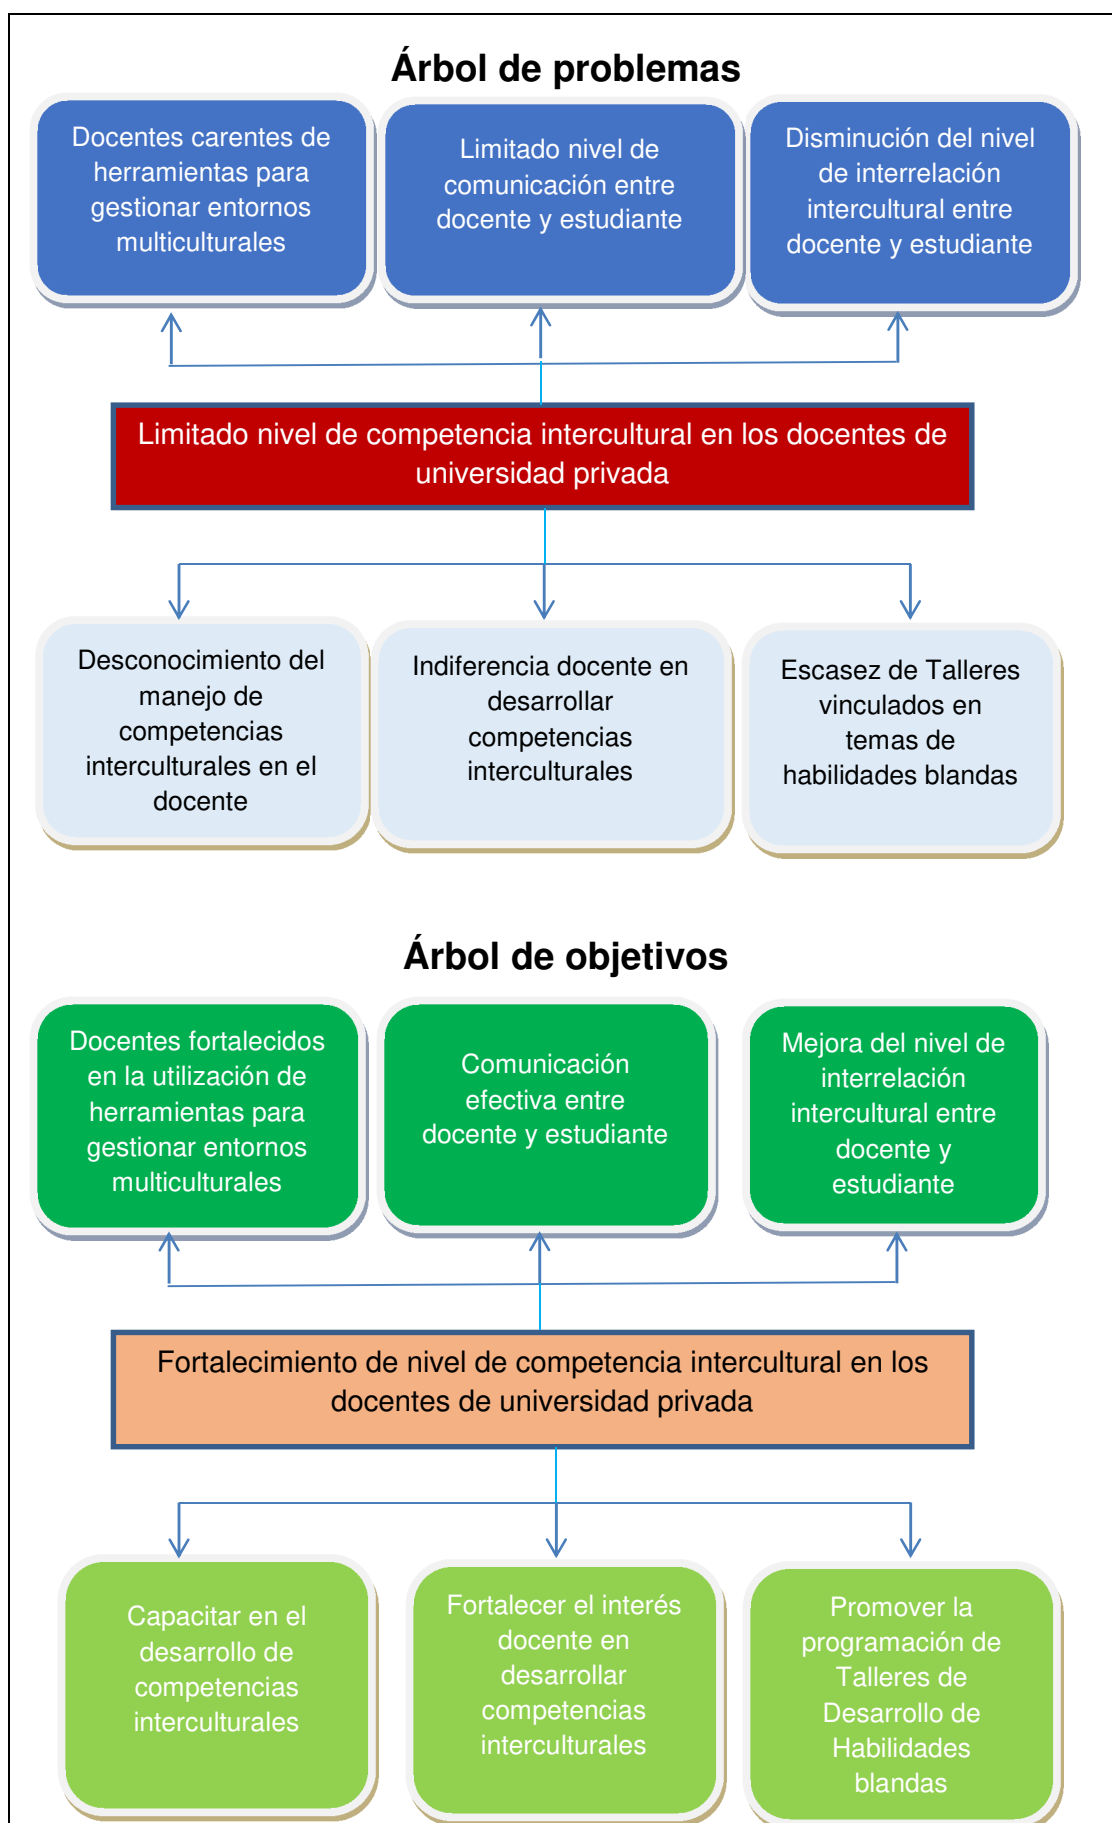 Árbol de problemas
Docentes carentes de
herramientas para
gestionar entornos
multiculturales
Limitado nivel de
comunicación entre
docente y estudiante
Disminución del nivel
de interrelación
intercultural entre
docente y estudiante
Limitado nivel de competencia intercultural en los docentes de
universidad privada
Desconocimiento del
manejo de
competencias
interculturales en el
docente
Indiferencia docente en
desarrollar
competencias
interculturales
Escasez de Talleres
vinculados en
temas de
habilidades blandas
Árbol de objetivos
Docentes fortalecidos
en la utilización de
herramientas para
gestionar entornos
multiculturales
Comunicación
efectiva entre
docente y estudiante
Mejora del nivel de
interrelación
intercultural entre
docente y
estudiante
Fortalecimiento de nivel de competencia intercultural en los
docentes de universidad privada
Capacitar en el
desarrollo de
competencias
interculturales
Fortalecer el interés
docente en
desarrollar
competencias
interculturales
Promover la
programación de
Talleres de
Desarrollo de
Habilidades
blandas